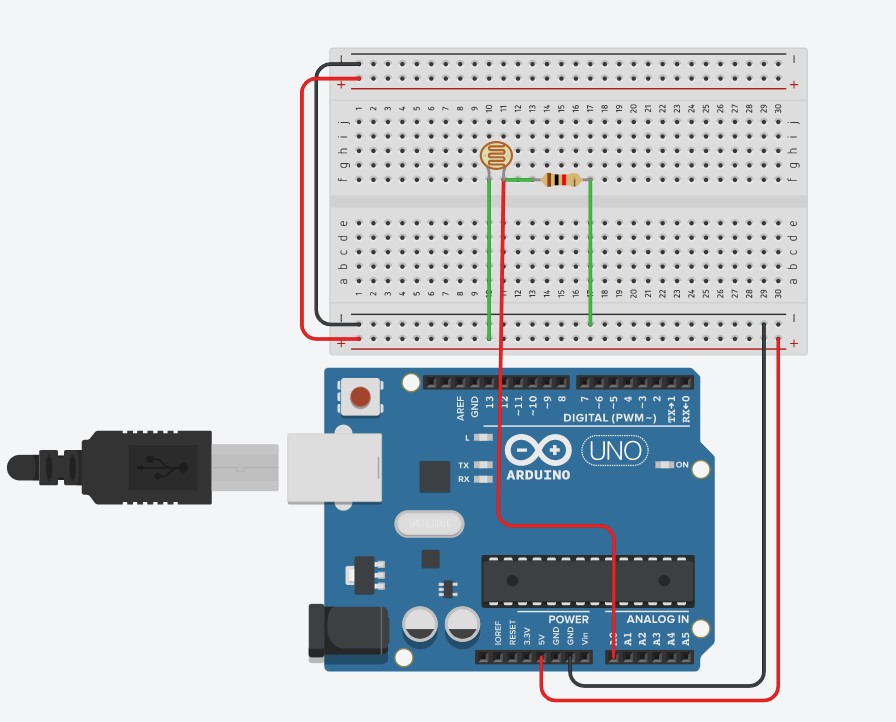 − −
+ +
1 2 3 4 5 6 7 8 9 10 11 12 13 14 15 16 17 18 19 20 21 22 23 24 25 26 27 28 29 30
j j
i i
h h
g g
f f
e e
d d
c c
b b
a a
1 2 3 4 5 6 7 8 9 10 11 12 13 14 15 16 17 18 19 20 21 22 23 24 25 26 27 28 29 30
− −
+ +
AREF GND 13 12 ~11 ~10 ~9 8 7 ~6 ~5 4 ~3 2 TX→1 RX←0
DIGITAL (PWM~)
L
TX
RX
UNO
ON
ARDUINO
POWER ANALOG IN
IOREF RESET 3.3V 5V GND GND Vin A0 A1 A2 A3 A4 A5